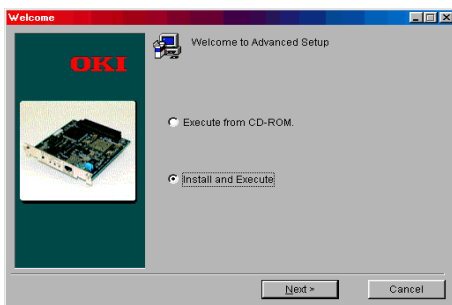 Welcome
OKI
Welcome to Advanced Setup
Execute from CD-ROM.
Install and Execute
Next >
Cancel